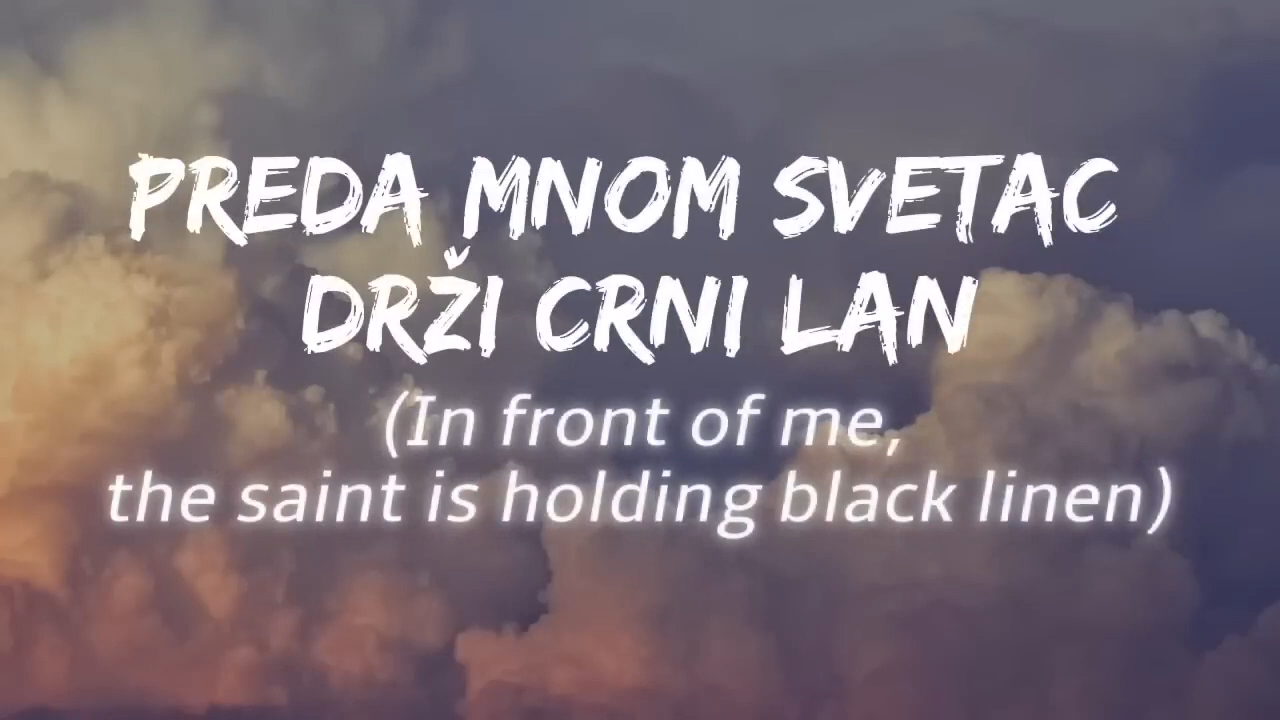 PREDA MNOM SVETAC
DRŽI CRNI LAN
(In front of me,
the saint is holding black linen)